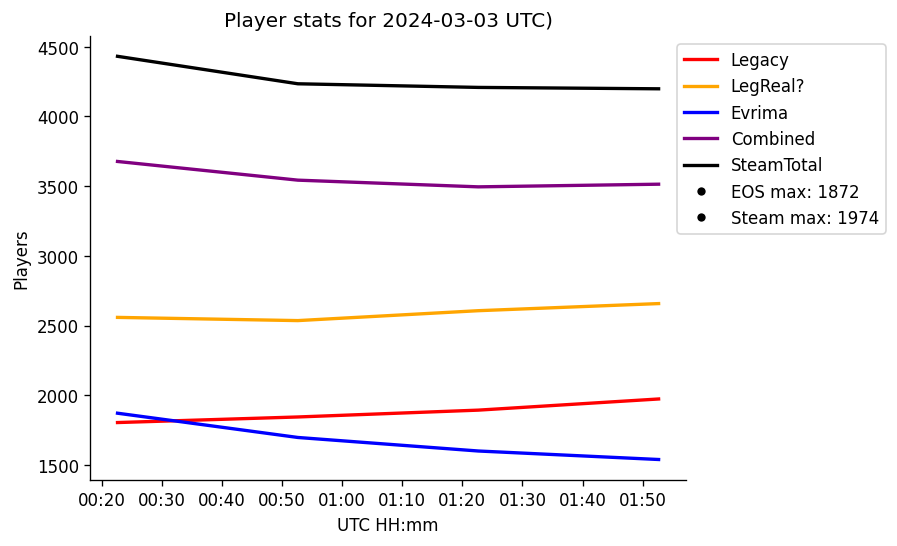 Player stats for 2024-03-03 UTC)
4500
4000
3500
3000
2500
2000
1500
Players
00:20 00:30 00:40 00:50 01:00 01:10 01:20 01:30 01:40 01:50
UTC HH:mm
Legacy
LegReal?
Evrima
Combined
SteamTotal
EOS max: 1872
Steam max: 1974